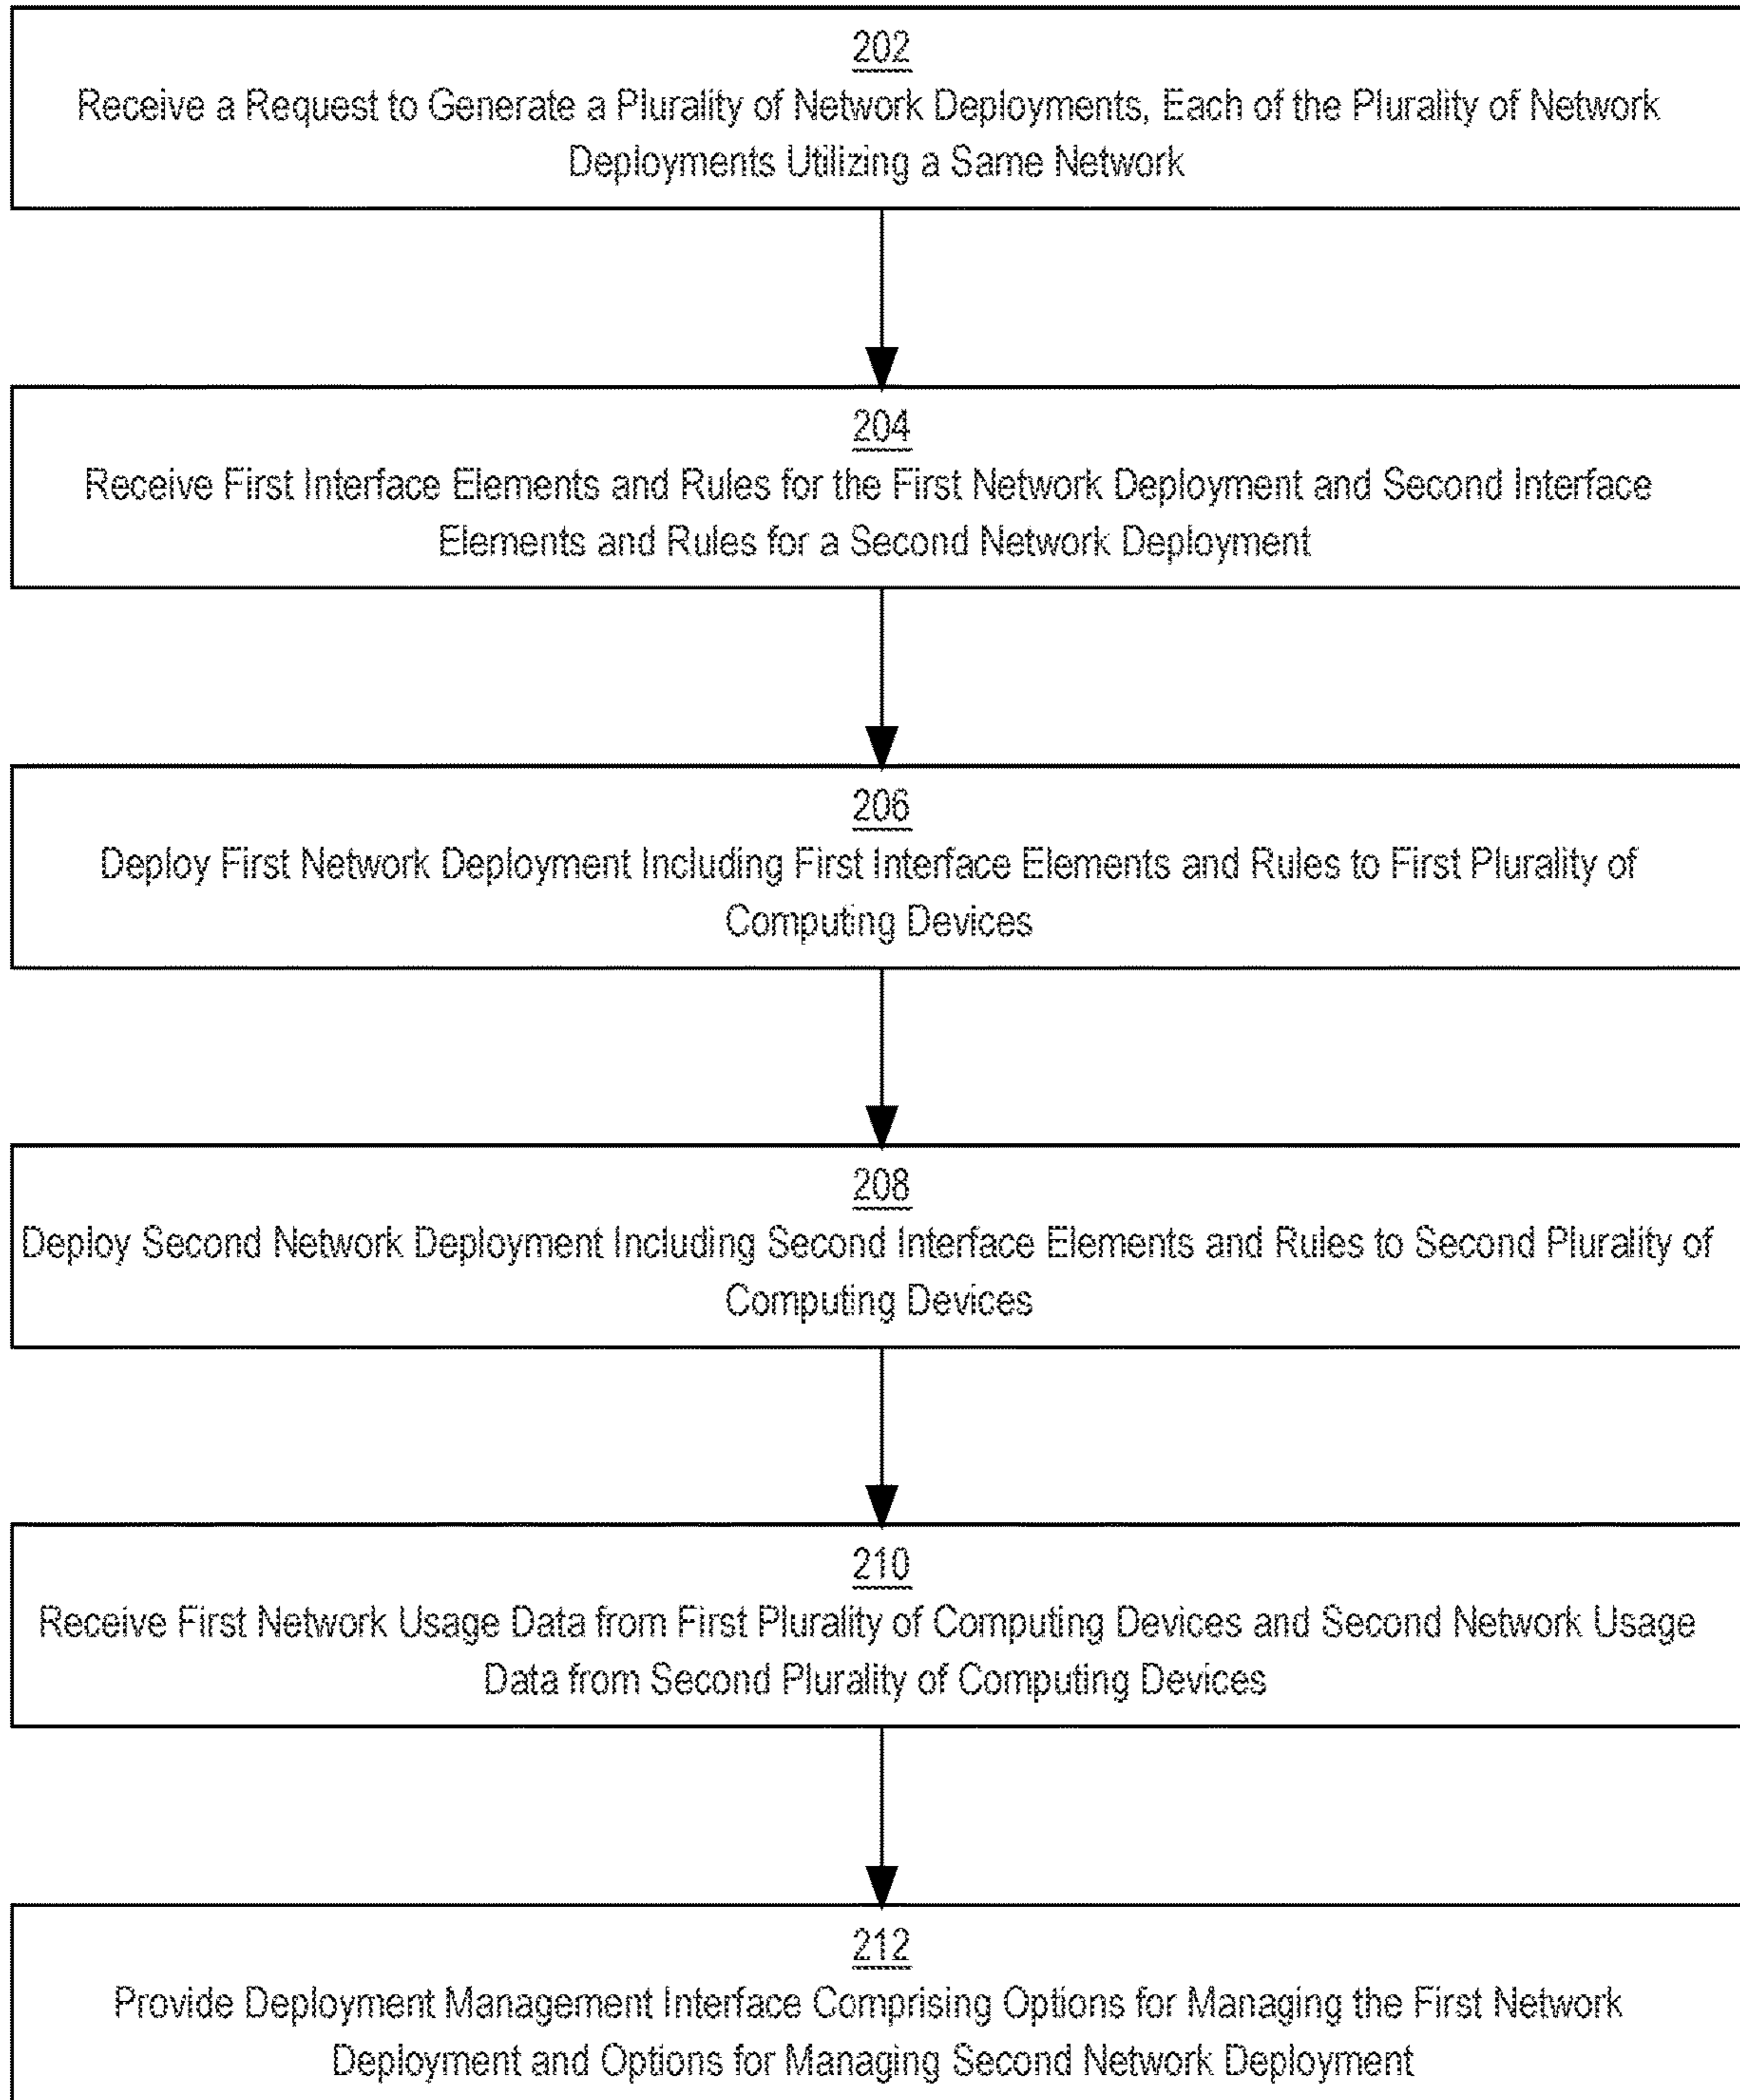 202
Receive a Request to Generate a Plurality of Network Deployments, Each of the Plurality of Network
Deployments Utilizing a Same Network
204
Receive First Interface Elements and Rules for the First Network Deployment and Second Interface
Elements and Rules for a Second Network Deployment
206
Deploy First Network Deployment Including First Interface Elements and Rules to First Plurality of
Computing Devices
208
Deploy Second Network Deployment Including Second Interface Elements and Rules to Second Plurality of
Computing Devices
210
Receive First Network Usage Data from First Plurality of Computing Devices and Second Network Usage
Data from Second Plurality of Computing Devices
212
Provide Deployment Management Interface Comprising Options for Managing the First Network
Deployment and Options for Managing Second Network Deployment